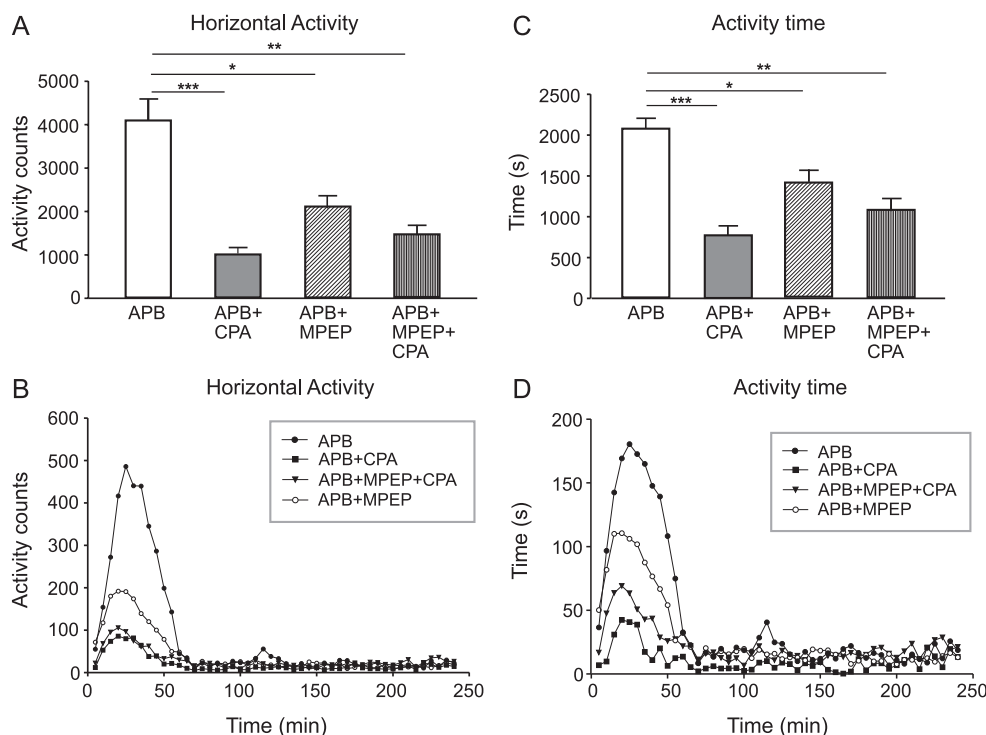 A
Horizontal Activity
**
*
***
5000
4000
3000
2000
1000
0
Activity counts
APB
APB+
CPA
APB+
MPEP
APB+
MPEP+
CPA
C
Activity time
**
*
***
2500
2000
1500
1000
500
0
Time (s)
APB
APB+
CPA
APB+
MPEP
APB+
MPEP+
CPA
B
Horizontal Activity
600
500
400
300
200
100
0
Activity counts
APB
APB+CPA
APB+MPEP+CPA
APB+MPEP
0 50 100 150 200 250
Time (min)
D
Activity time
200
150
100
50
0
Time (s)
APB
APB+CPA
APB+MPEP+CPA
APB+MPEP
0 50 100 150 200 250
Time (min)